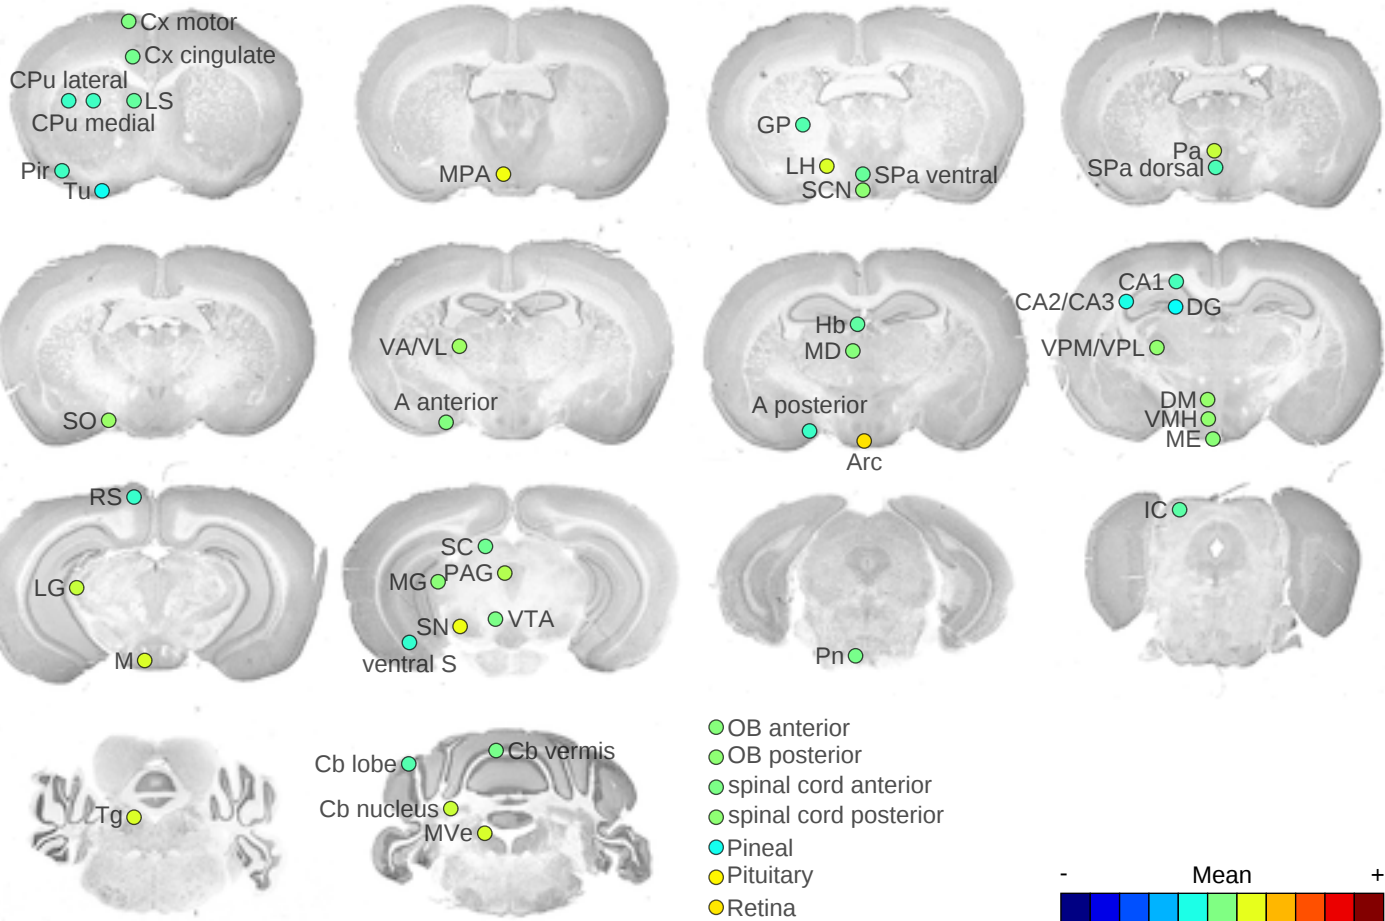 Cx motor
Cx cingulate
CPu lateral
LS
CPu medial
Pir
Tu
MPA
GP
LH
SPa ventral
SCN
Pa
SPa dorsal
SO
VA/VL
A anterior
Hb
MD
A posterior
Arc
CA1
CA2/CA3
DG
VPM/VPL
DM
VMH
ME
RS
LG
M
SC
MG
PAG
SN
VTA
ventral S
Pn
IC
Tg
Cb lobe
Cb vermis
Cb nucleus
MVe
OB anterior
OB posterior
spinal cord anterior
spinal cord posterior
Pineal
Pituitary
Retina
- Mean +